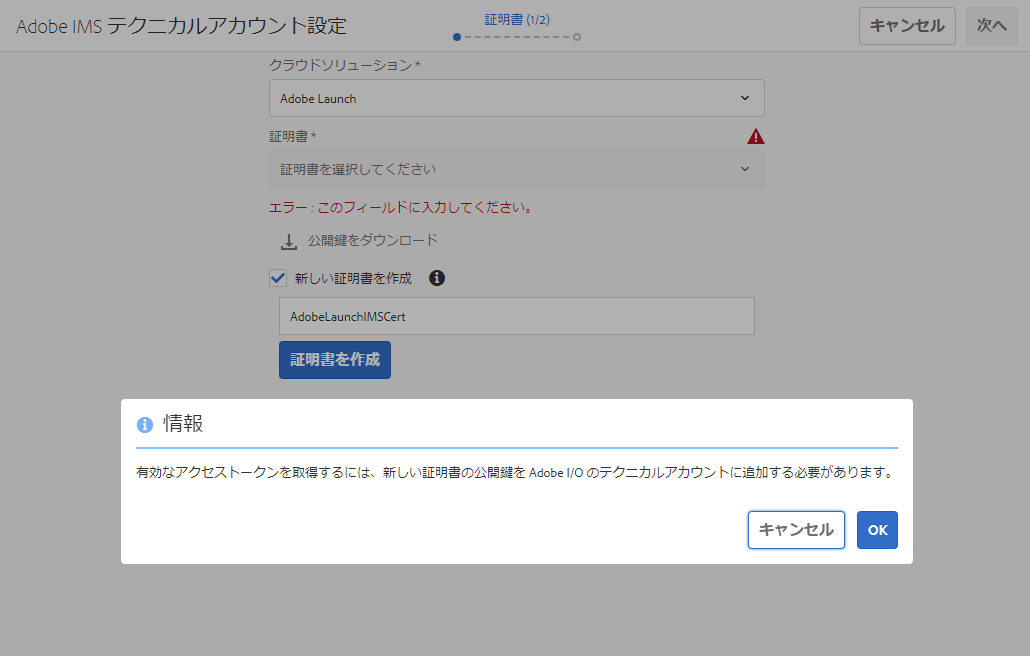 Adobe IMS テクニカルアカウント設定
証明書 (1/2)
キャンセル
次へ
クラウドソリューション *
Adobe Launch
証明書 *
証明書を選択してください
エラー : このフィールドに入力してください。
公開鍵をダウンロード
新しい証明書を作成
AdobeLaunchIMSCert
証明書を作成
情報
有効なアクセストークンを取得するには、新しい証明書の公開鍵を Adobe I/O のテクニカルアカウントに追加する必要があります。
キャンセル
OK